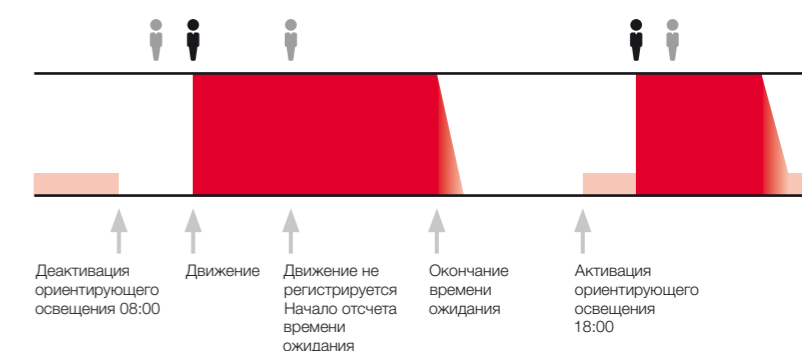 Деактивация
ориентирующего
освещения 08:00
Движение
Движение не
регистрируется
Начало отсчета
времени
ожидания
Окончание
времени
ожидания
Активация
ориентирующего
освещения
18:00